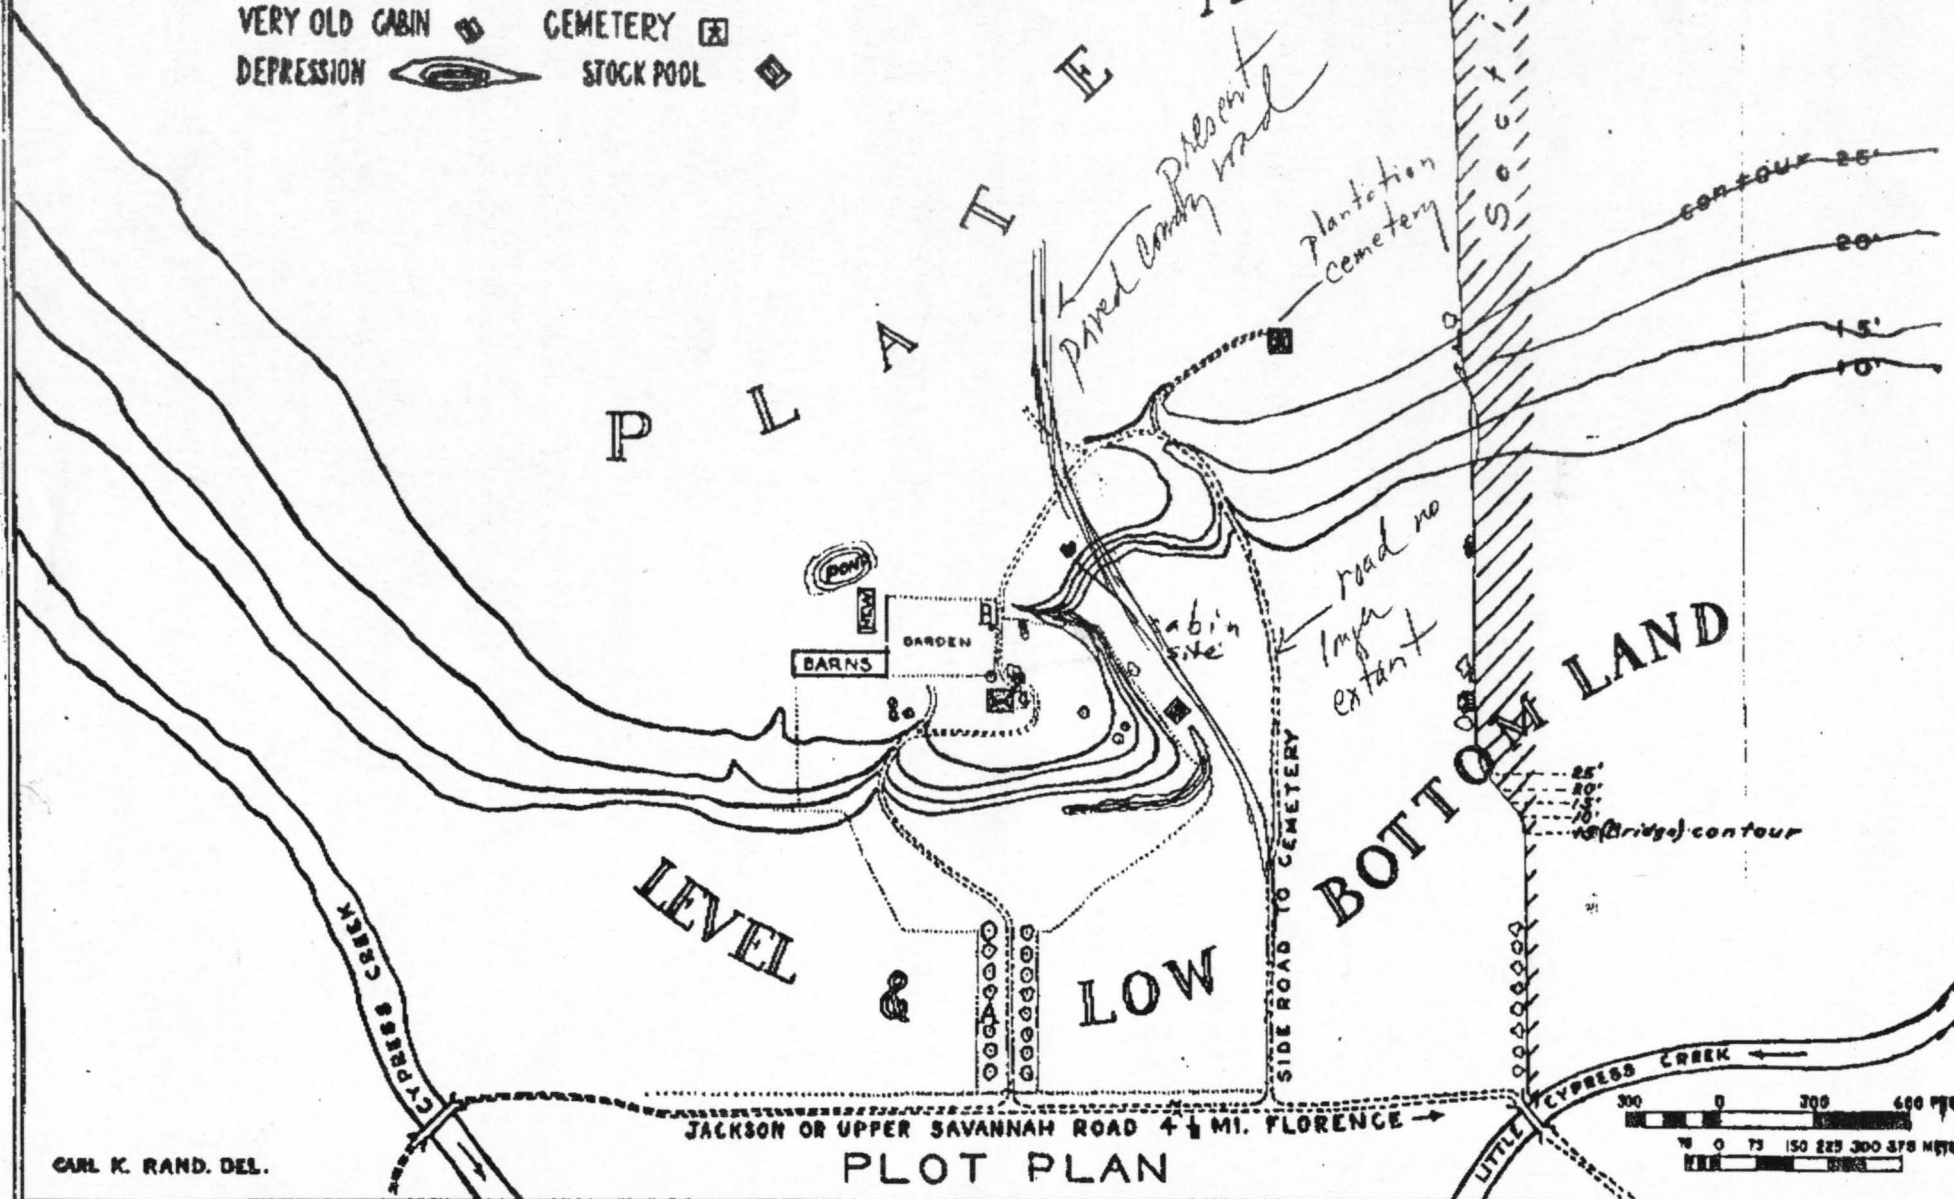 VERY OLD CABIN
CEMETERY
DEPRESSION
STOCK POOL
PLATE
present
paved County road
plantation
cemetery
contour 25'
20'
15'
10'
POND
GARDEN
BARNS
cabin
site
road no
longer
extant
LEVEL & LOW BOTTOM LAND
25'
20'
15'
10'
(Bridge) contour
A
SIDE ROAD TO CEMETERY
CYPRESS CREEK
CYPRESS
LITTLE CYPRESS CREEK
JACKSON OR UPPER SAVANNAH ROAD 4½ MI. FLORENCE
300 0 300 600
75 0 75 150 225 300 375
CARL K. RAND. DEL.
PLOT PLAN